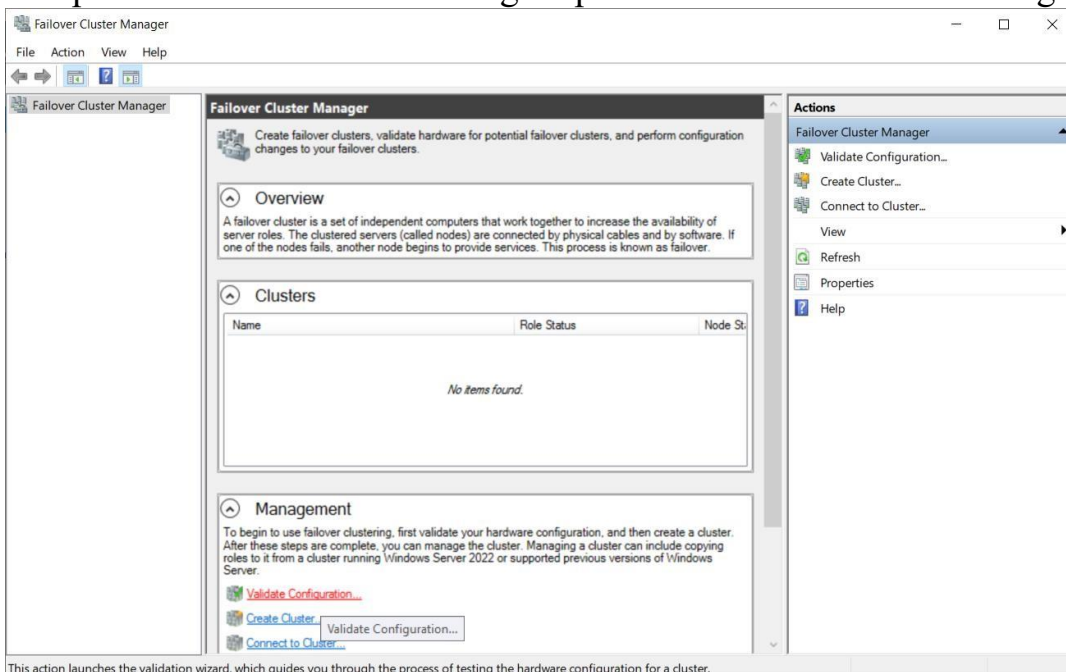 Failover Cluster Manager
File Action View Help
Failover Cluster Manager
Failover Cluster Manager
Create failover clusters, validate hardware for potential failover clusters, and perform configuration
changes to your failover clusters.
Overview
A failover cluster is a set of independent computers that work together to increase the availability of
server roles. The clustered servers (called nodes) are connected by physical cables and by software. If
one of the nodes fails, another node begins to provide services. This process is known as failover.
Clusters
Name Role Status Node St
No items found.
Management
To begin to use failover clustering, first validate your hardware configuration, and then create a cluster.
After these steps are complete, you can manage the cluster. Managing a cluster can include copying
roles to it from a cluster running Windows Server 2022 or supported previous versions of Windows
Server.
Validate Configuration...
Create Cluster...
Validate Configuration...
Connect to Cluster...
Actions
Failover Cluster Manager
Validate Configuration...
Create Cluster...
Connect to Cluster...
View
Refresh
Properties
Help
This action launches the validation wizard, which guides you through the process of testing the hardware configuration for a cluster.